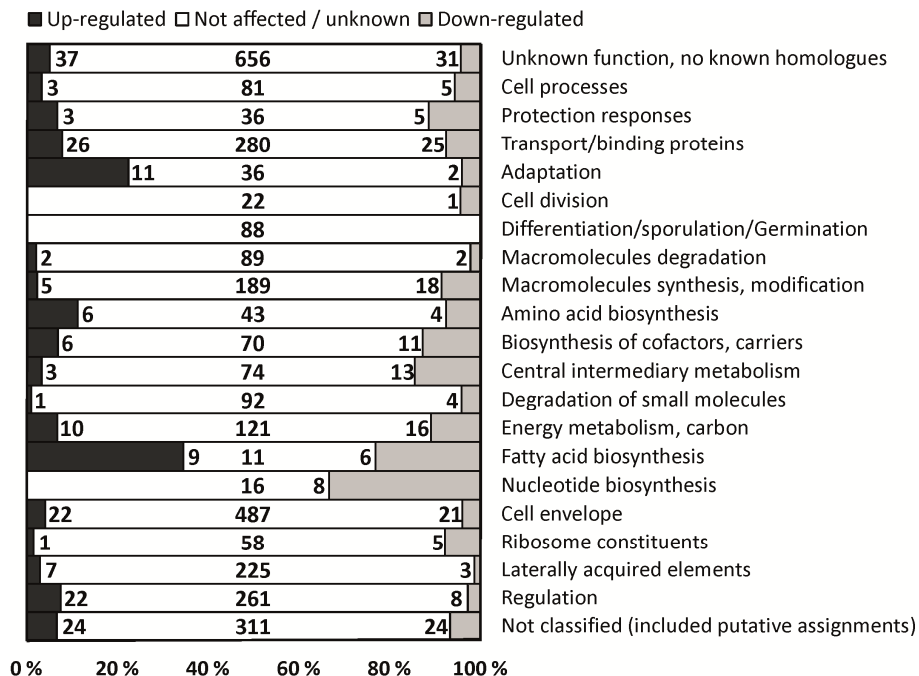 Up-regulated Not affected / unknown Down-regulated
37 656 31 Unknown function, no known homologues
3 81 5 Cell processes
3 36 5 Protection responses
26 280 25 Transport/binding proteins
11 36 2 Adaptation
22 1 Cell division
88 Differentiation/sporulation/Germination
2 89 2 Macromolecules degradation
5 189 18 Macromolecules synthesis, modification
6 43 4 Amino acid biosynthesis
6 70 11 Biosynthesis of cofactors, carriers
3 74 13 Central intermediary metabolism
1 92 4 Degradation of small molecules
10 121 16 Energy metabolism, carbon
9 11 6 Fatty acid biosynthesis
16 8 Nucleotide biosynthesis
22 487 21 Cell envelope
1 58 5 Ribosome constituents
7 225 3 Laterally acquired elements
22 261 8 Regulation
24 311 24 Not classified (included putative assignments)
0 % 20 % 40 % 60 % 80 % 100 %